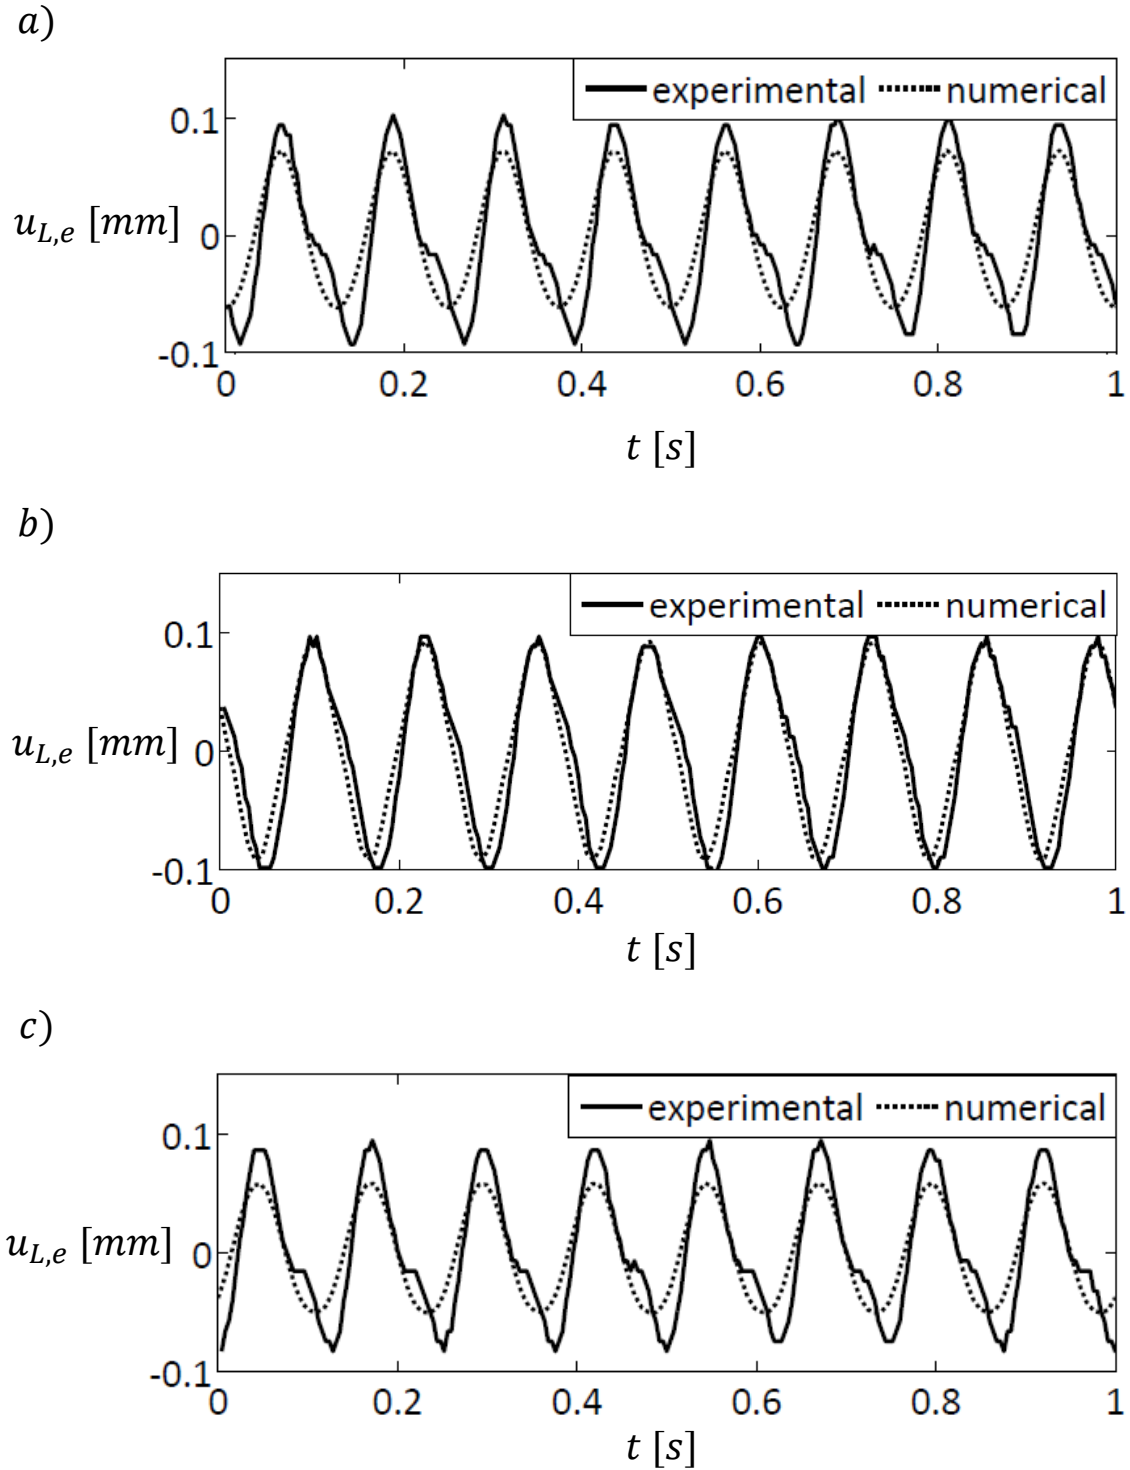 a)
experimental numerical
0.1
u_{L,e} [mm] 0
-0.1
0 0.2 0.4 0.6 0.8 1
t [s]
b)
experimental numerical
0.1
u_{L,e} [mm] 0
-0.1
0 0.2 0.4 0.6 0.8 1
t [s]
c)
experimental numerical
0.1
u_{L,e} [mm] 0
-0.1
0 0.2 0.4 0.6 0.8 1
t [s]